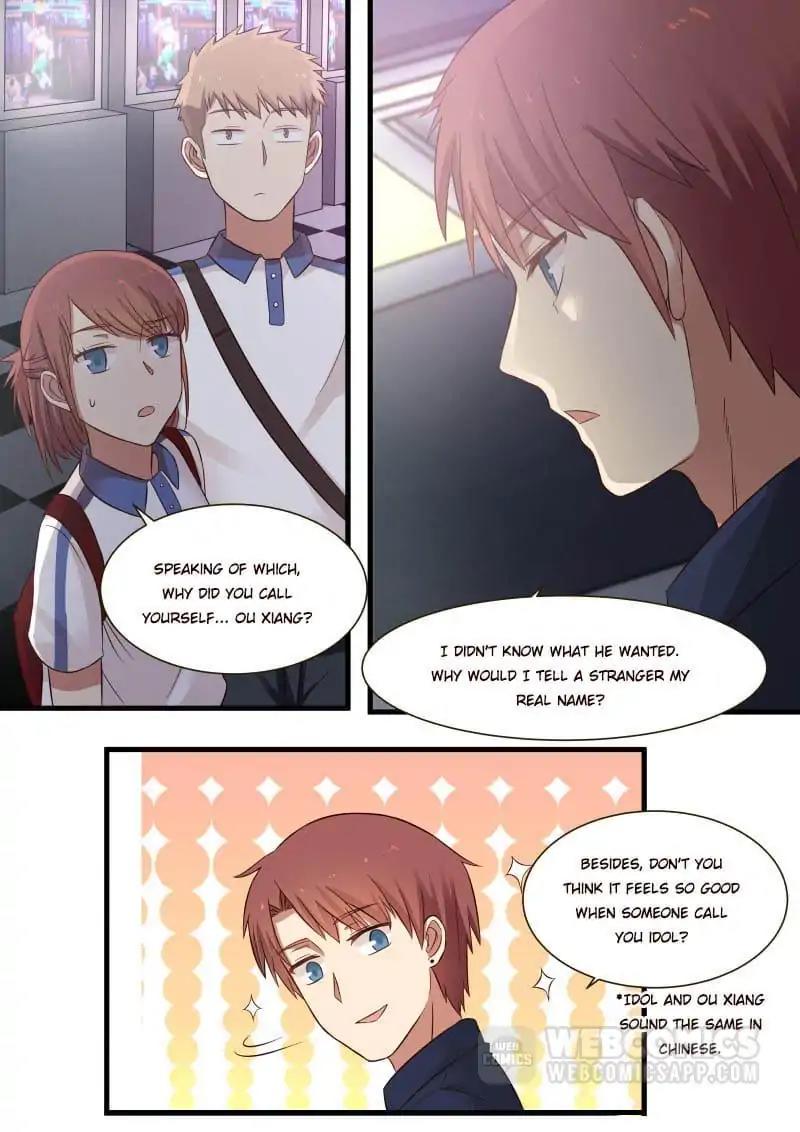 SPEAKING OF WHICH,
WHY DID YOU CALL
YOURSELF... OU XIANG?
I DIDN'T KNOW WHAT HE WANTED.
WHY WOULD I TELL A STRANGER MY
REAL NAME?
BESIDES, DON'T YOU
THINK IT FEELS SO GOOD
WHEN SOMEONE CALL
YOU IDOL?
*IDOL AND OU XIANG
SOUND THE SAME IN
CHINESE.
WEB
COMICS
WEBCOMICS
WEBCOMICSAPP.COM